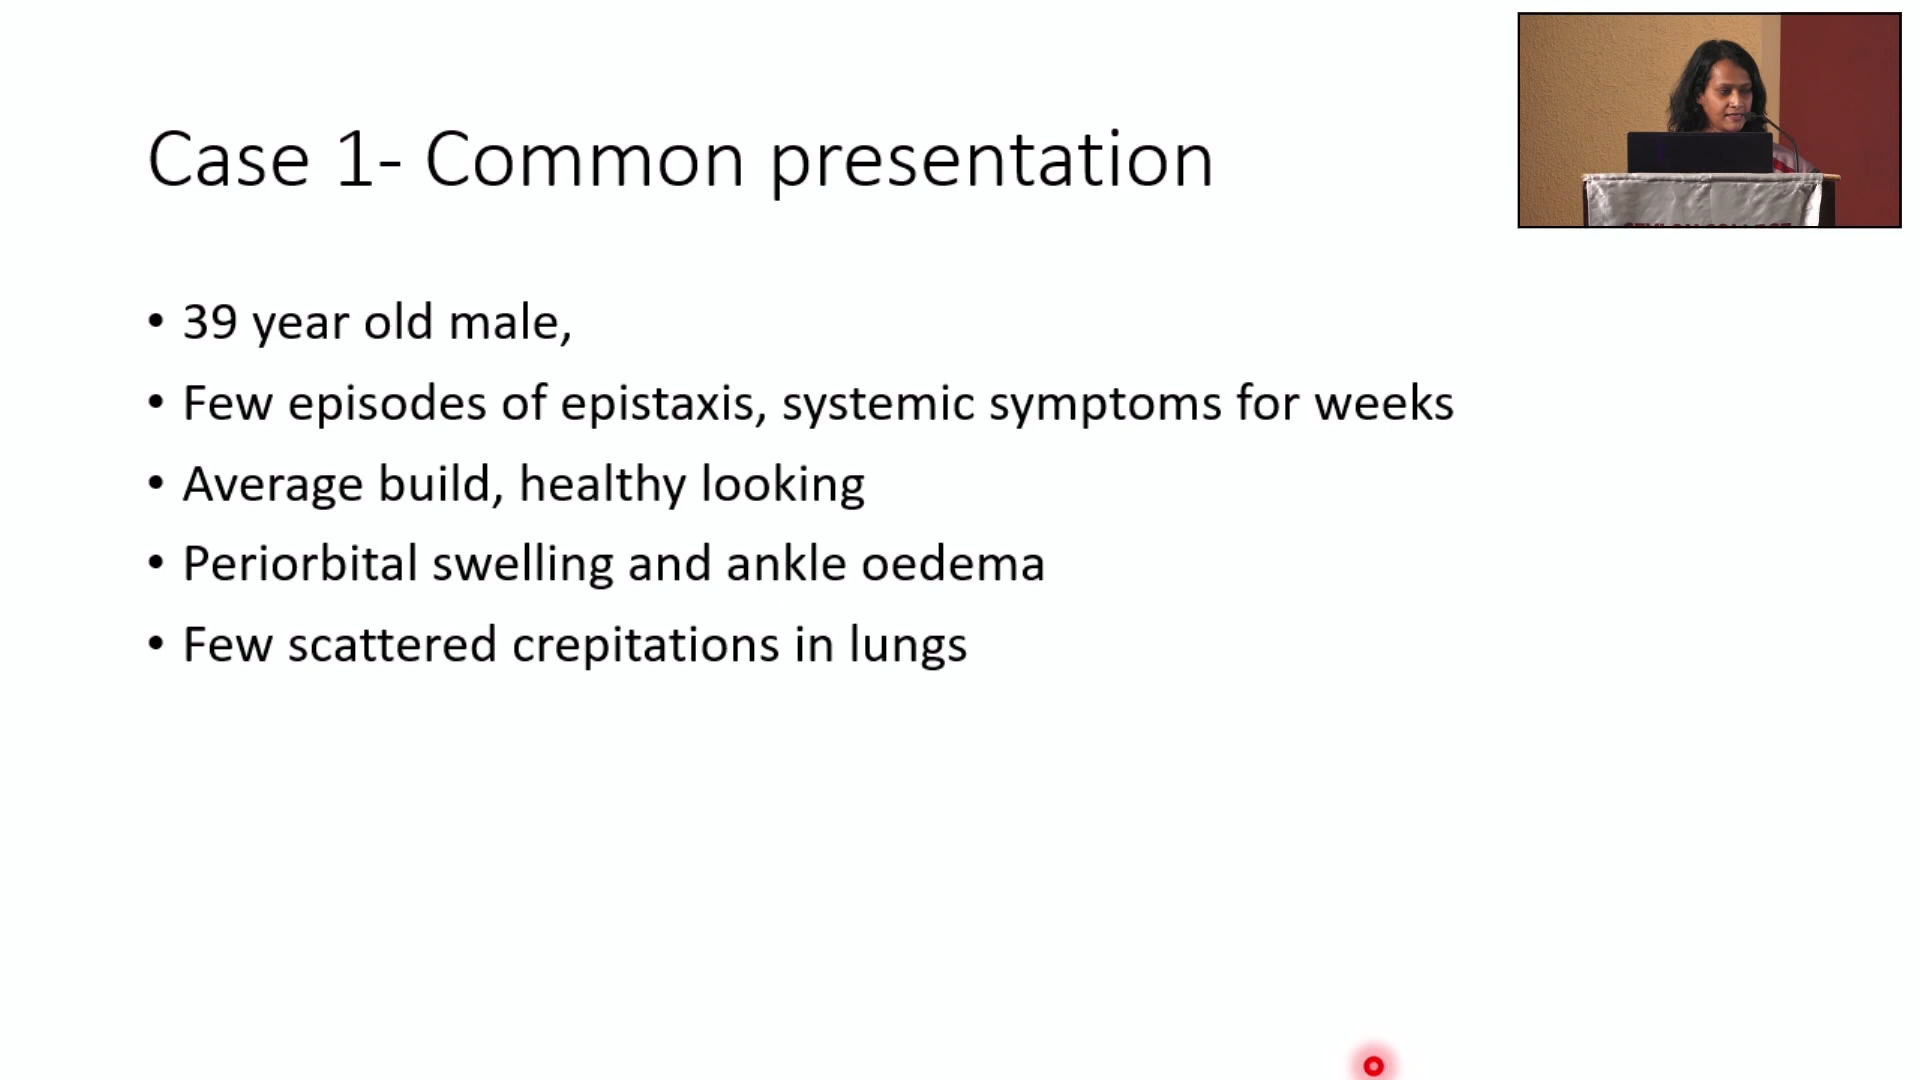 Case 1- Common presentation
• 39 year old male,
• Few episodes of epistaxis, systemic symptoms for weeks
• Average build, healthy looking
• Periorbital swelling and ankle oedema
• Few scattered crepitations in lungs